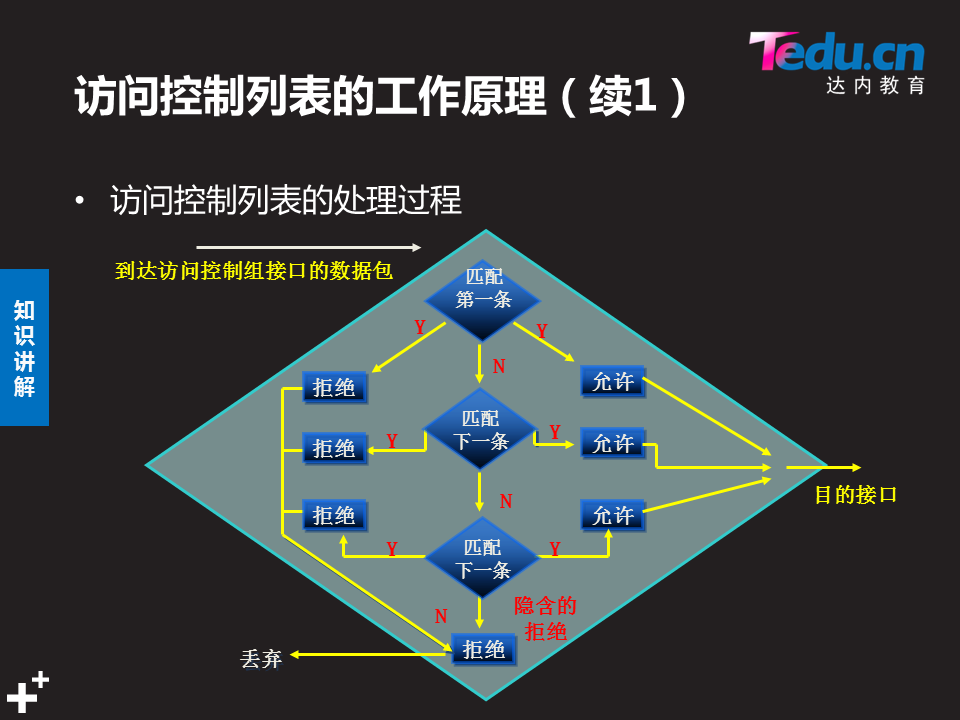 Tedu.cn
达内教育
访问控制列表的工作原理（续1）
• 访问控制列表的处理过程
知
识
讲
解
到达访问控制组接口的数据包
匹配
第一条
Y
Y
N
拒绝
允许
匹配
下一条
Y
Y
拒绝
允许
目的接口
N
拒绝
允许
匹配
下一条
Y
Y
N
隐含的
拒绝
拒绝
丢弃